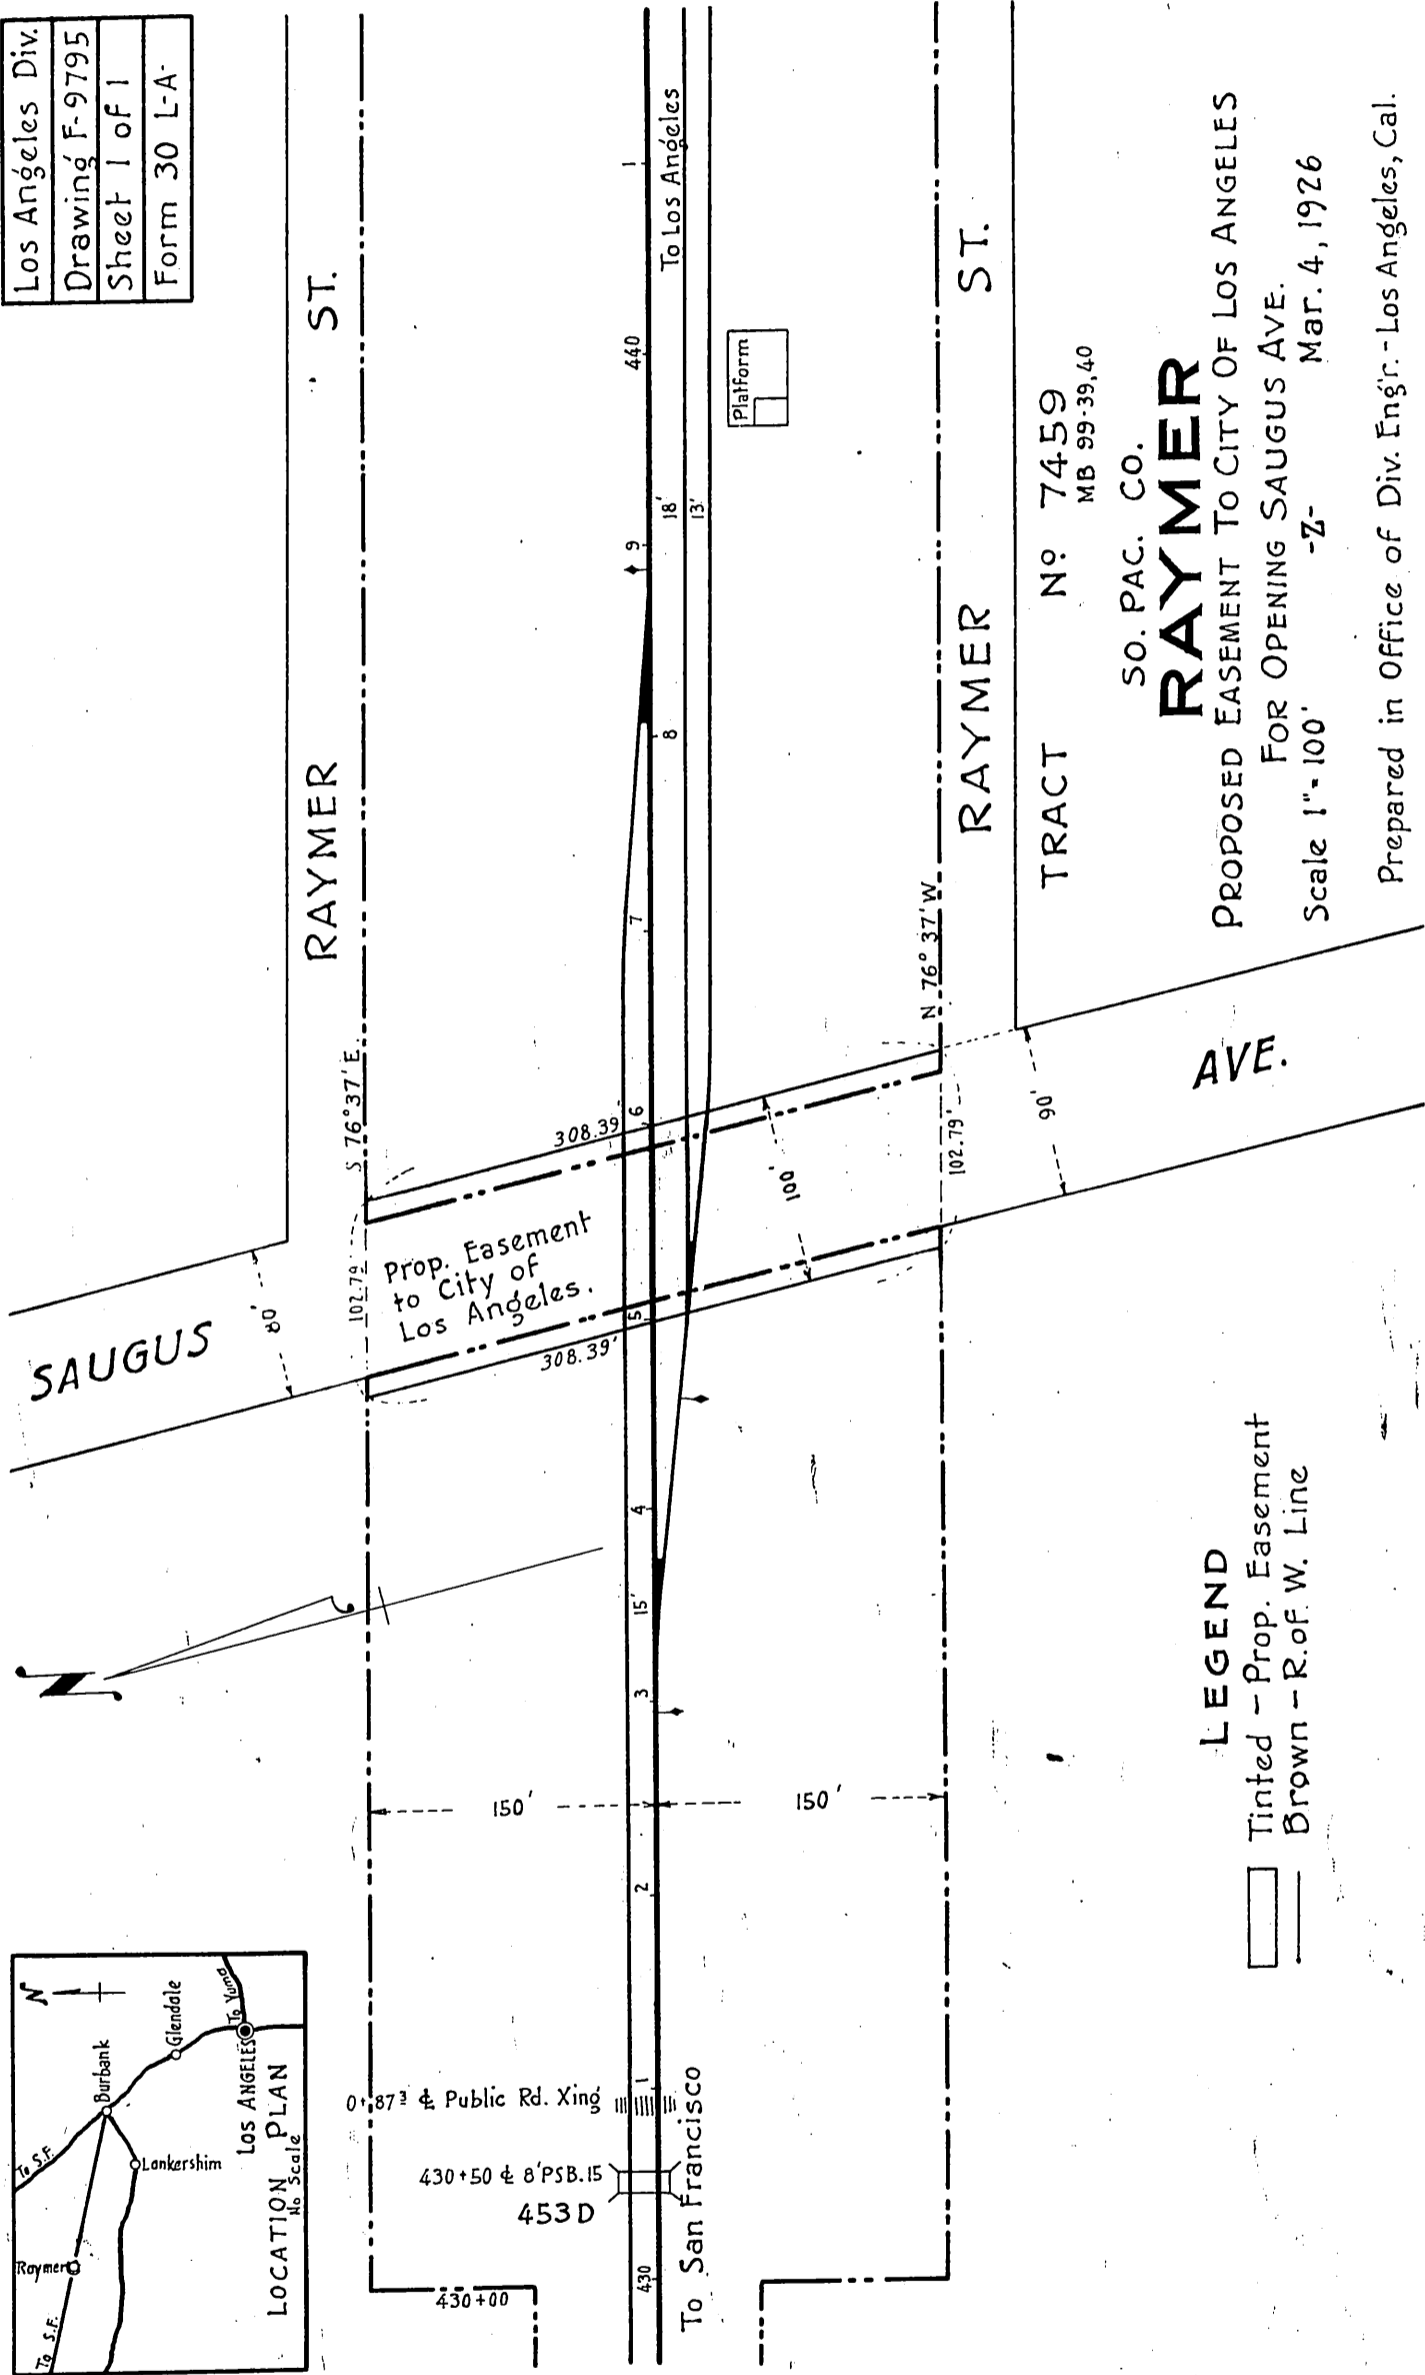 Los Angeles Div.
Drawing F-9795
Sheet 1 of 1
Form 30 L-A-
N
To S.F.
To S.F.
Raymer
Burbank
Lankershim
Glendale
To Yuma
LOS ANGELES
LOCATION PLAN
No Scale
N
SAUGUS
80'
RAYMER ST.
102.79'
S 76°37'E.
Prop. Easement
to City of
Los Angeles.
308.39'
308.39'
430+00
150'
150'
0+87³ ℄ Public Rd. Xing
430+50 ℄ 8'PSB.15
453 D
430
1
2
3
15'
4
5
6
7
8
9
440
1
18'
13'
To San Francisco
To Los Angeles
Platform
100'
102.79'
N 76°37'W
90'
AVE.
RAYMER ST.
TRACT Nº 7459
MB 99-39,40
SO. PAC. CO.
RAYMER
PROPOSED EASEMENT TO CITY OF LOS ANGELES
FOR OPENING SAUGUS AVE.
Scale 1"=100' -Z- Mar. 4, 1926
Prepared in Office of Div. Eng'r.-Los Angeles, Cal.
LEGEND
Tinted - Prop. Easement
Brown - R. of W. Line